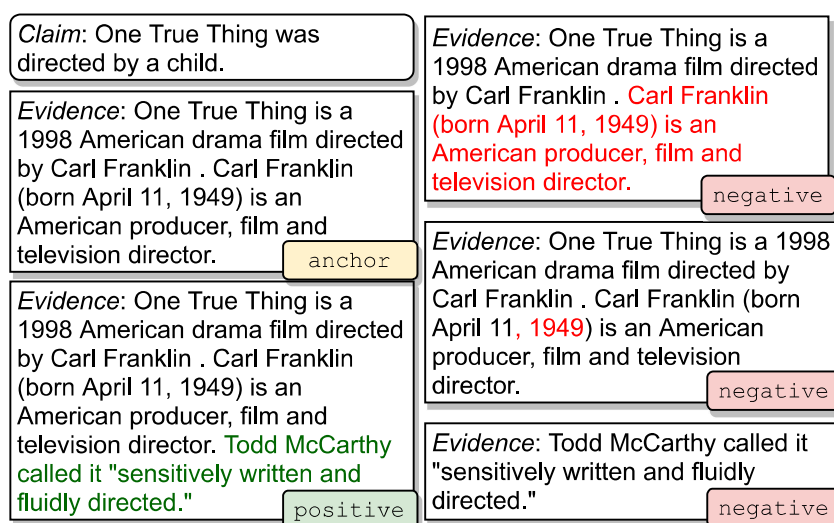 Claim: One True Thing was
directed by a child.
Evidence: One True Thing is a
1998 American drama film directed
by Carl Franklin . Carl Franklin
(born April 11, 1949) is an
American producer, film and
television director.
anchor
Evidence: One True Thing is a
1998 American drama film directed
by Carl Franklin . Carl Franklin
(born April 11, 1949) is an
American producer, film and
television director. Todd McCarthy
called it "sensitively written and
fluidly directed."
positive
Evidence: One True Thing is a
1998 American drama film directed
by Carl Franklin . Carl Franklin
(born April 11, 1949) is an
American producer, film and
television director.
negative
Evidence: One True Thing is a 1998
American drama film directed by
Carl Franklin . Carl Franklin (born
April 11, 1949) is an American
producer, film and television
director.
negative
Evidence: Todd McCarthy called it
"sensitively written and fluidly
directed."
negative